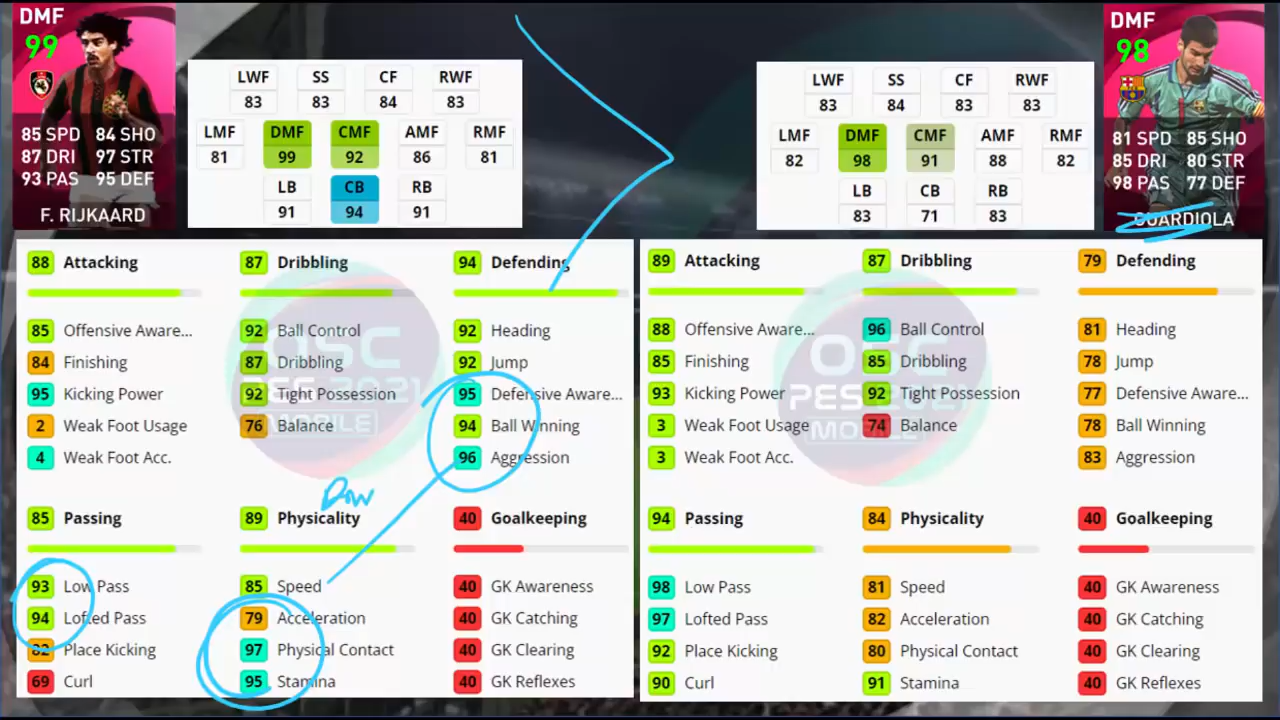 DMF
99
85 SPD 84 SHO
87 DRI 97 STR
93 PAS 95 DEF
F. RIJKAARD
LWF SS CF RWF
83 83 84 83
LMF DMF CMF AMF RMF
81 99 92 86 81
LB CB RB
91 94 91
LWF SS CF RWF
83 84 83 83
LMF DMF CMF AMF RMF
82 98 91 88 82
LB CB RB
83 71 83
DMF
98
81 SPD 85 SHO
85 DRI 80 STR
98 PAS 77 DEF
GUARDIOLA
88 Attacking
85 Offensive Aware...
84 Finishing
95 Kicking Power
2 Weak Foot Usage
4 Weak Foot Acc.
87 Dribbling
92 Ball Control
87 Dribbling
92 Tight Possession
76 Balance
94 Defending
92 Heading
92 Jump
95 Defensive Aware...
94 Ball Winning
96 Aggression
85 Passing
93 Low Pass
94 Lofted Pass
82 Place Kicking
69 Curl
89 Physicality
85 Speed
79 Acceleration
97 Physical Contact
95 Stamina
40 Goalkeeping
40 GK Awareness
40 GK Catching
40 GK Clearing
40 GK Reflexes
OSC
PES 2021
MOBILE
89 Attacking
88 Offensive Aware...
85 Finishing
93 Kicking Power
3 Weak Foot Usage
3 Weak Foot Acc.
87 Dribbling
96 Ball Control
85 Dribbling
92 Tight Possession
74 Balance
79 Defending
81 Heading
78 Jump
77 Defensive Aware...
78 Ball Winning
83 Aggression
94 Passing
98 Low Pass
97 Lofted Pass
92 Place Kicking
90 Curl
84 Physicality
81 Speed
82 Acceleration
80 Physical Contact
91 Stamina
40 Goalkeeping
40 GK Awareness
40 GK Catching
40 GK Clearing
40 GK Reflexes
OSC
PES 202
MOBILE